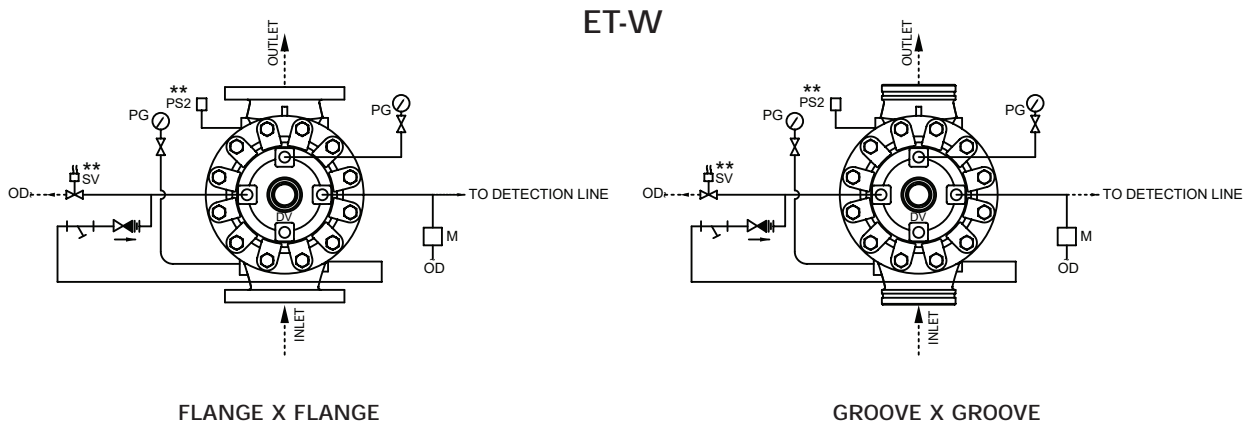 ET-W
OUTLET
**
PS2
PG
PG
**
SV
OD
DV
TO DETECTION LINE
M
OD
INLET
FLANGE X FLANGE
OUTLET
**
PS2
PG
PG
**
SV
OD
DV
TO DETECTION LINE
M
OD
INLET
GROOVE X GROOVE